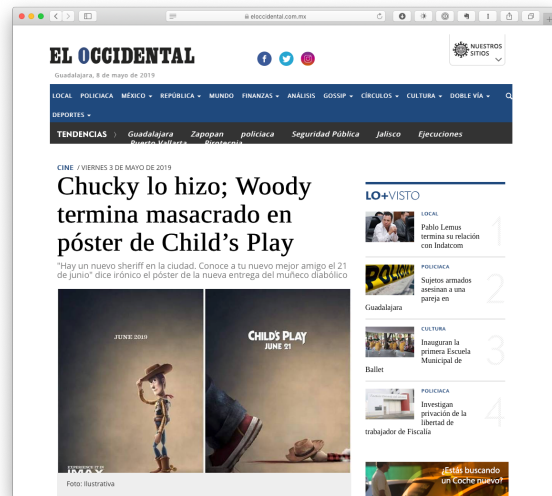 eloccidental.com.mx
EL OCCIDENTAL
NUESTROS
SITIOS
Guadalajara, 8 de mayo de 2019
LOCAL POLICIACA MÉXICO REPÚBLICA MUNDO FINANZAS ANÁLISIS GOSSIP CÍRCULOS CULTURA DOBLE VÍA
DEPORTES
TENDENCIAS Guadalajara Zapopan policiaca Seguridad Pública Jalisco Ejecuciones
Puerto Vallarta Pirotecnia
CINE / VIERNES 3 DE MAYO DE 2019
Chucky lo hizo; Woody
termina masacrado en
póster de Child's Play
"Hay un nuevo sheriff en la ciudad. Conoce a tu nuevo mejor amigo el 21
de junio" dice irónico el póster de la nueva entrega del muñeco diabólico
JUNE 2019
EXPERIENCE IT IN
IMAX
CHILD'S PLAY
JUNE 21
Foto: Ilustrativa
LO+VISTO
LOCAL
Pablo Lemus
termina su relación
con Indatcom
1
POLICIACA
Sujetos armados
asesinan a una
pareja en
Guadalajara
2
CULTURA
Inauguran la
primera Escuela
Municipal de
Ballet
3
POLICIACA
Investigan
privación de la
libertad de
trabajador de Fiscalía
4
¿Estás buscando
un Coche nuevo?